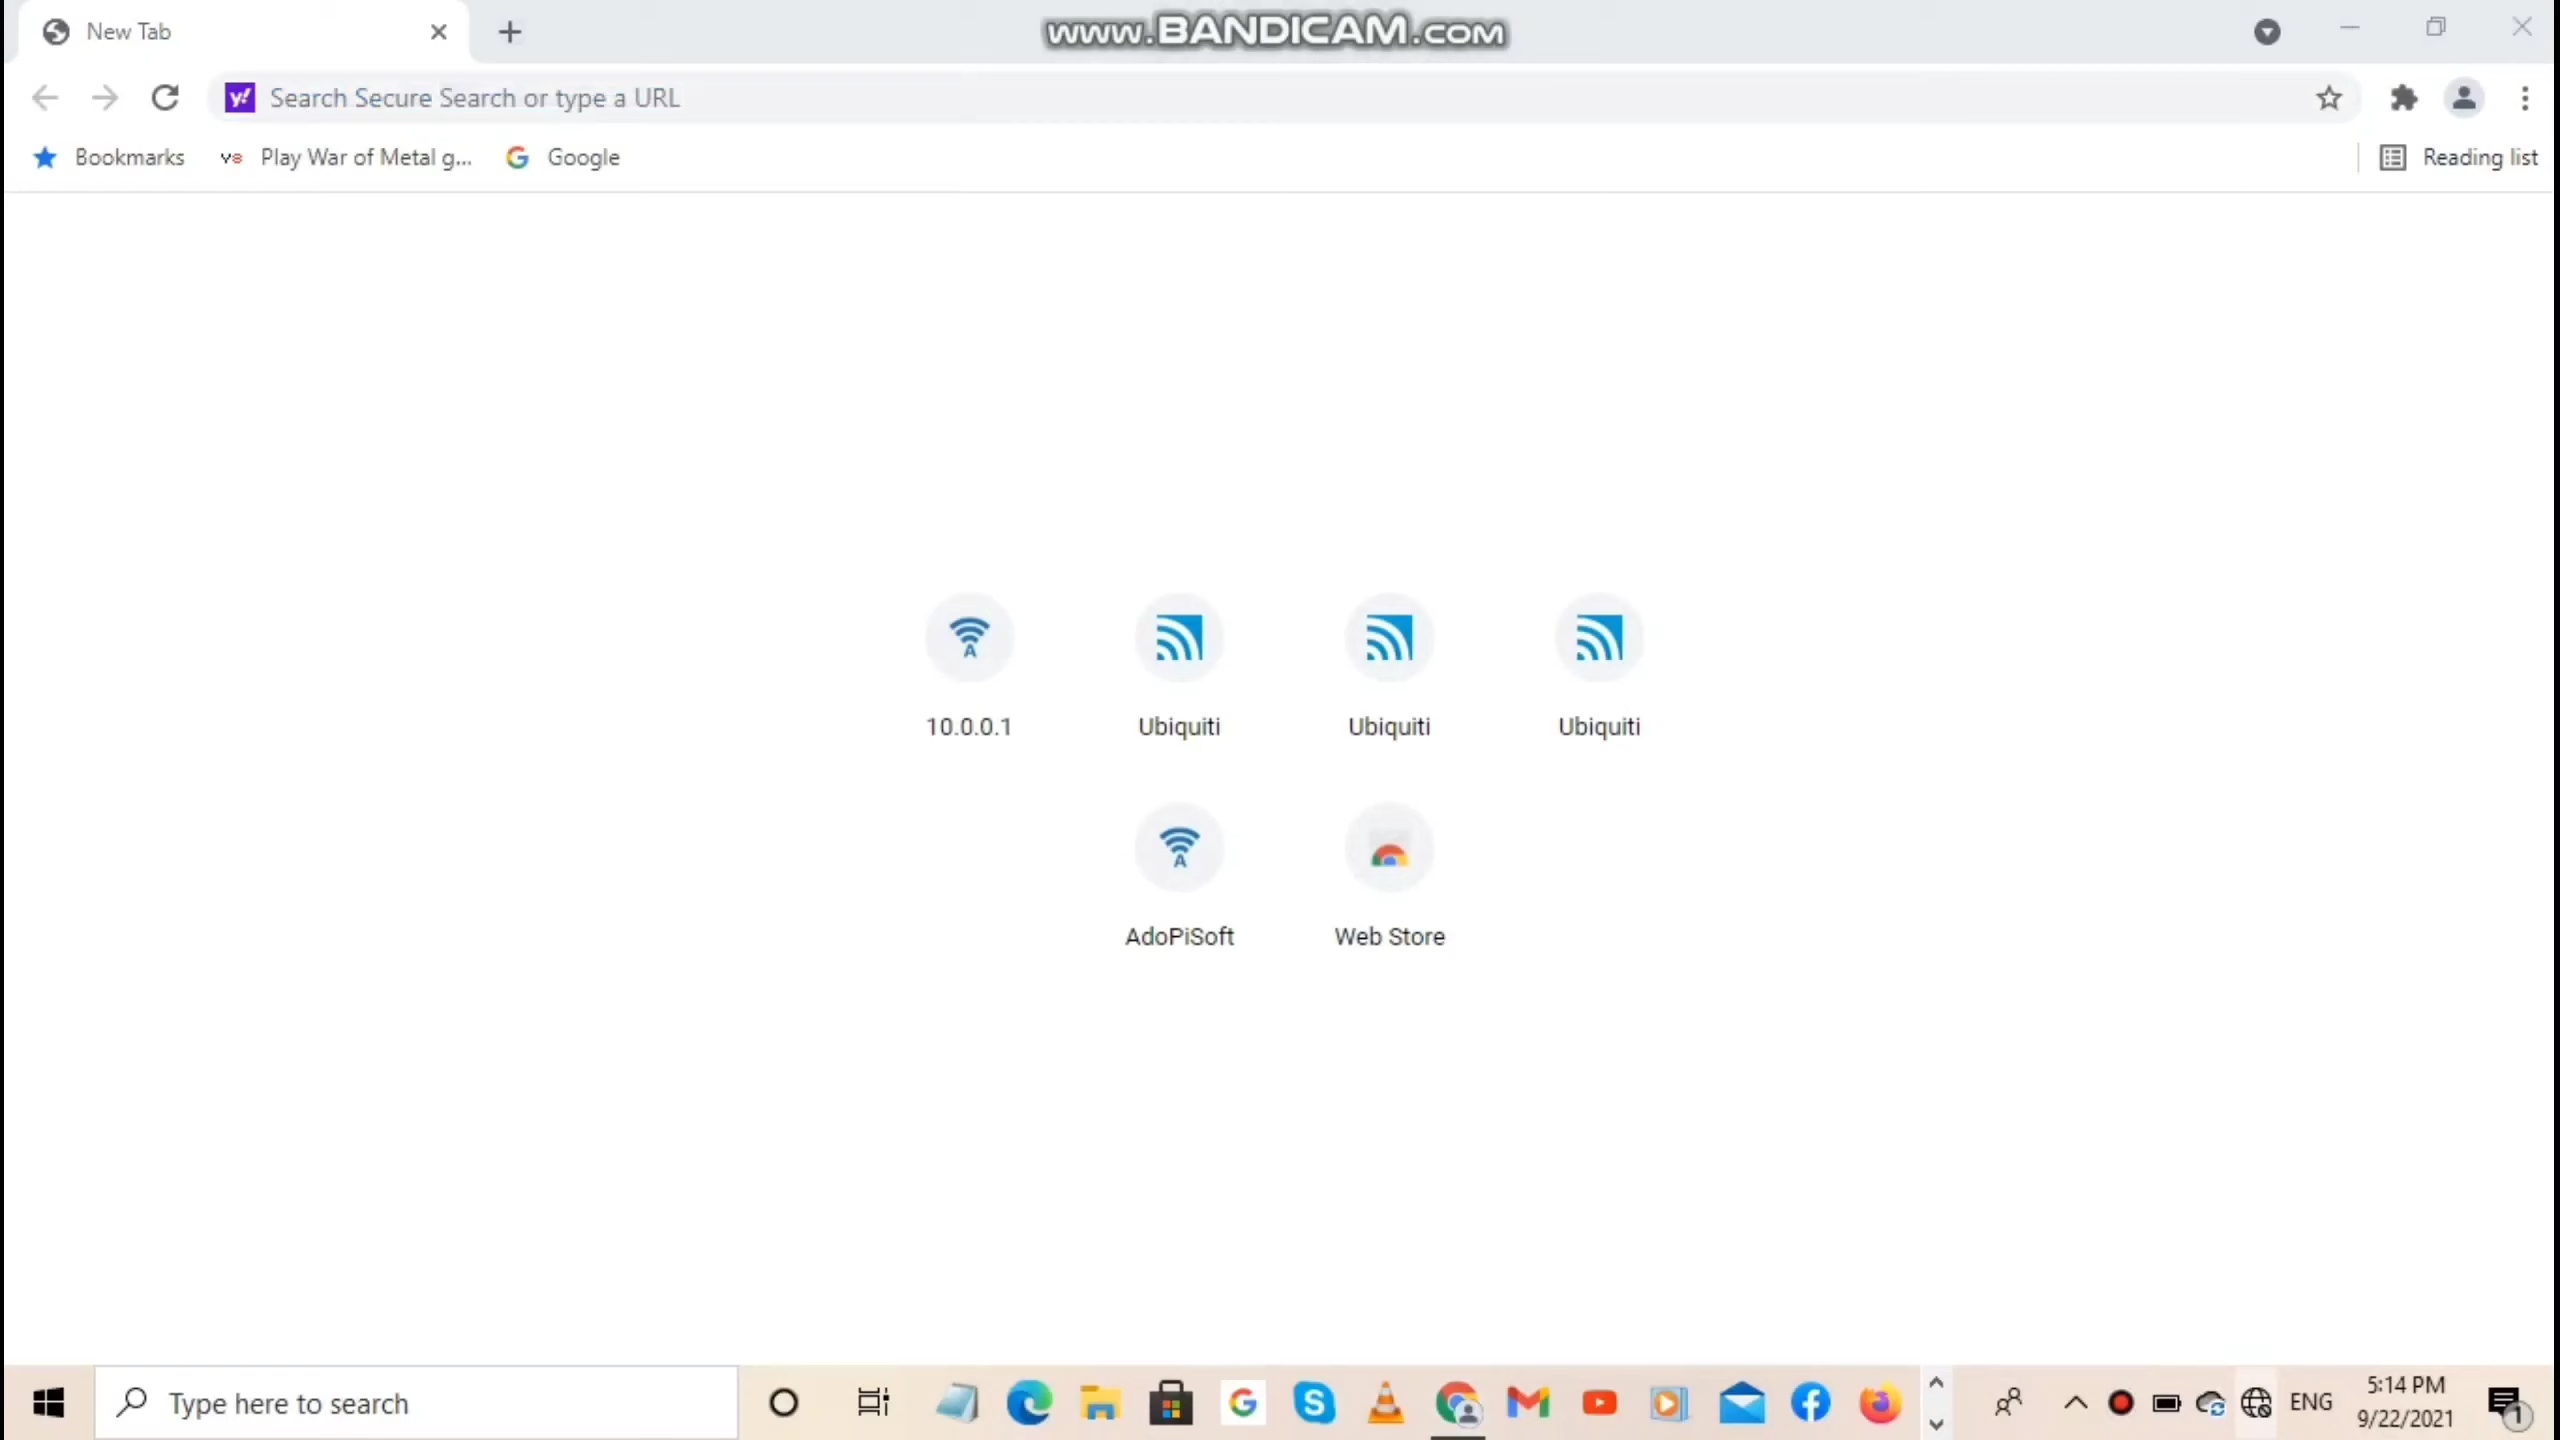 New Tab
www.BANDICAM.com
y! Search Secure Search or type a URL
Bookmarks
Y8 Play War of Metal g...
Google
Reading list
10.0.0.1
Ubiquiti
Ubiquiti
Ubiquiti
AdoPiSoft
Web Store
Type here to search
ENG
5:14 PM
9/22/2021
1